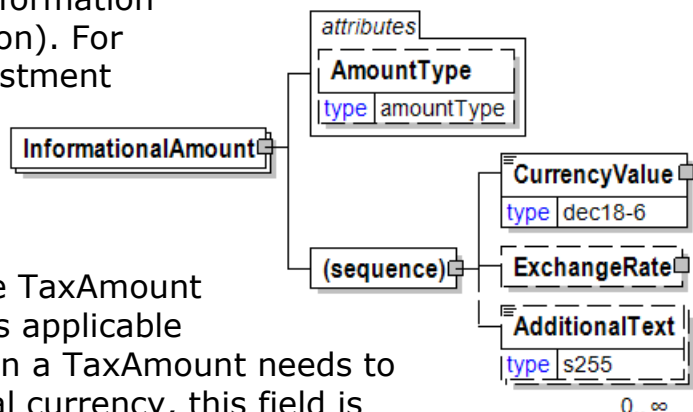 formation
on). For
stment
attributes
AmountType
type amountType
InformationalAmount
CurrencyValue
type dec18-6
(sequence)
ExchangeRate
AdditionalText
type s255
0 ∞
e TaxAmount
s applicable
n a TaxAmount needs to
al currency, this field is